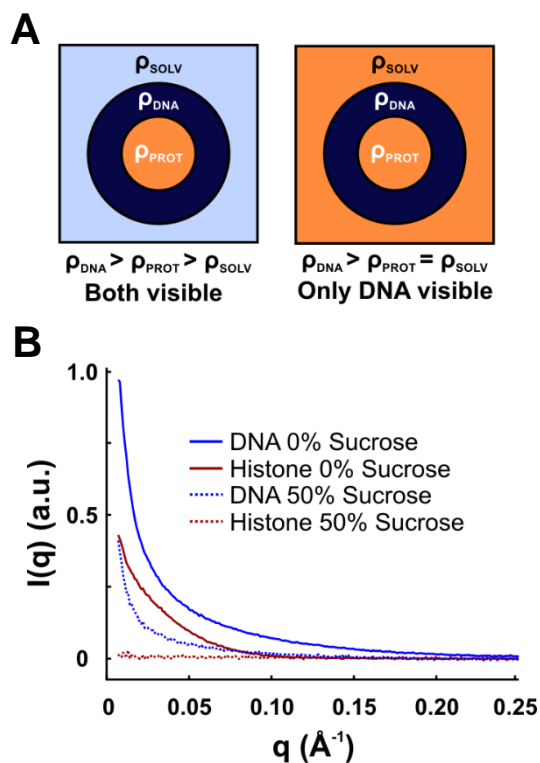 A
ρSOLV
ρDNA
ρPROT
ρDNA > ρPROT > ρSOLV
Both visible
ρSOLV
ρDNA
ρPROT
ρDNA > ρPROT = ρSOLV
Only DNA visible
B
1.0
0.5
0
I(q) (a.u.)
DNA 0% Sucrose
Histone 0% Sucrose
DNA 50% Sucrose
Histone 50% Sucrose
0 0.05 0.10 0.15 0.20 0.25
q (Å⁻¹)